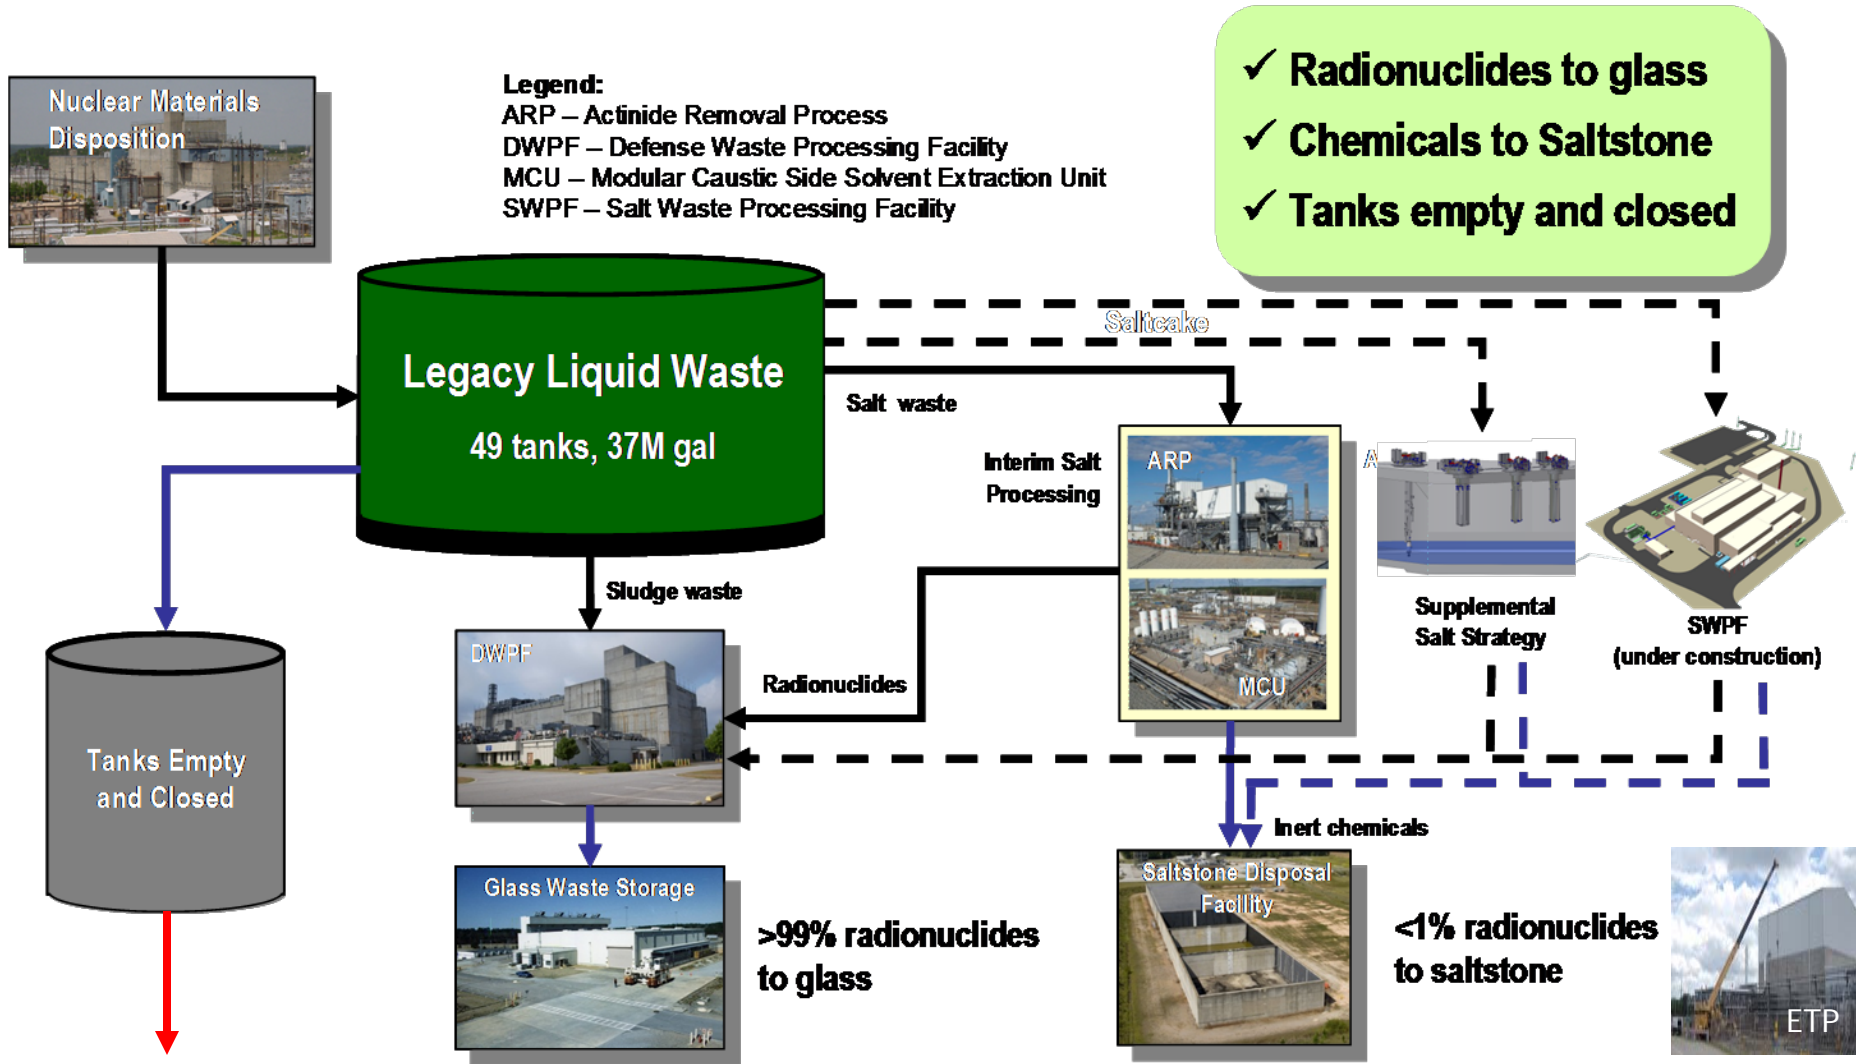 Nuclear Materials
Disposition
Legend:
ARP – Actinide Removal Process
DWPF – Defense Waste Processing Facility
MCU – Modular Caustic Side Solvent Extraction Unit
SWPF – Salt Waste Processing Facility
✓ Radionuclides to glass
✓ Chemicals to Saltstone
✓ Tanks empty and closed
Saltcake
Legacy Liquid Waste
49 tanks, 37M gal
Salt waste
Interim Salt
Processing
ARP
MCU
A
Supplemental
Salt Strategy
SWPF
(under construction)
Sludge waste
DWPF
Radionuclides
Tanks Empty
and Closed
Inert chemicals
Glass Waste Storage
>99% radionuclides
to glass
Saltstone Disposal
Facility
<1% radionuclides
to saltstone
ETP